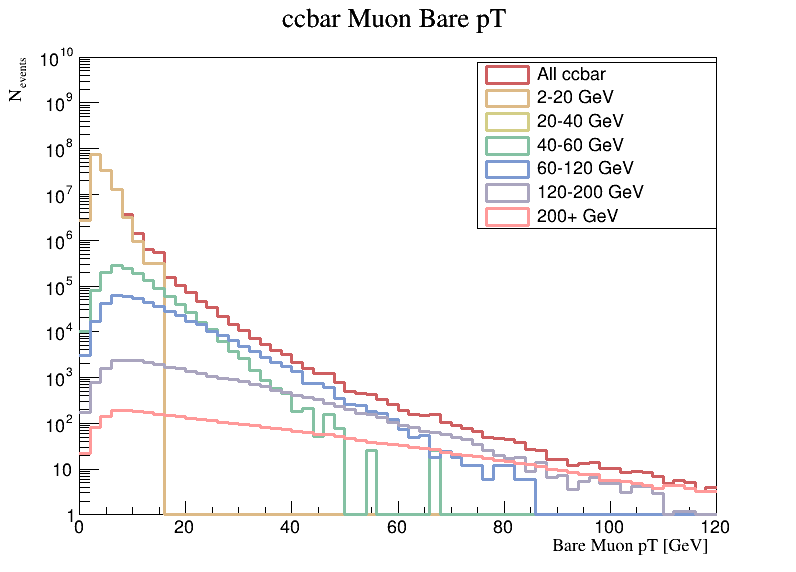 ccbar Muon Bare pT
N events
10^10
10^9
10^8
10^7
10^6
10^5
10^4
10^3
10^2
10
1
All ccbar
2-20 GeV
20-40 GeV
40-60 GeV
60-120 GeV
120-200 GeV
200+ GeV
0 20 40 60 80 100 120
Bare Muon pT [GeV]